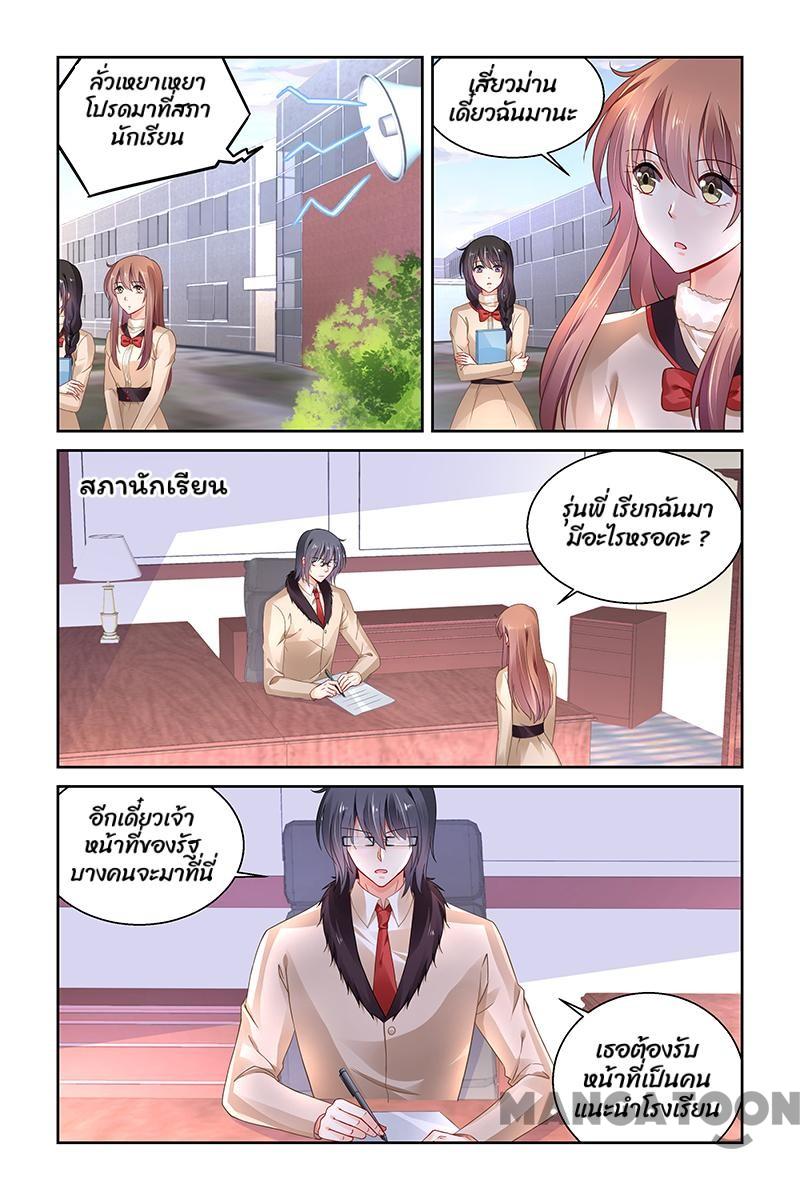 ลั่วเหยาเหยา
โปรดมาที่สภา
นักเรียน
เสี่ยวม่าน
เดี๋ยวฉันมานะ
สภานักเรียน
รุ่นพี่ เรียกฉันมา
มีอะไรหรอคะ ?
อีกเดี๋ยวเจ้า
หน้าที่ของรัฐ
บางคนจะมาที่นี่
เธอต้องรับ
หน้าที่เป็นคน
แนะนำโรงเรียน
MANGATOON